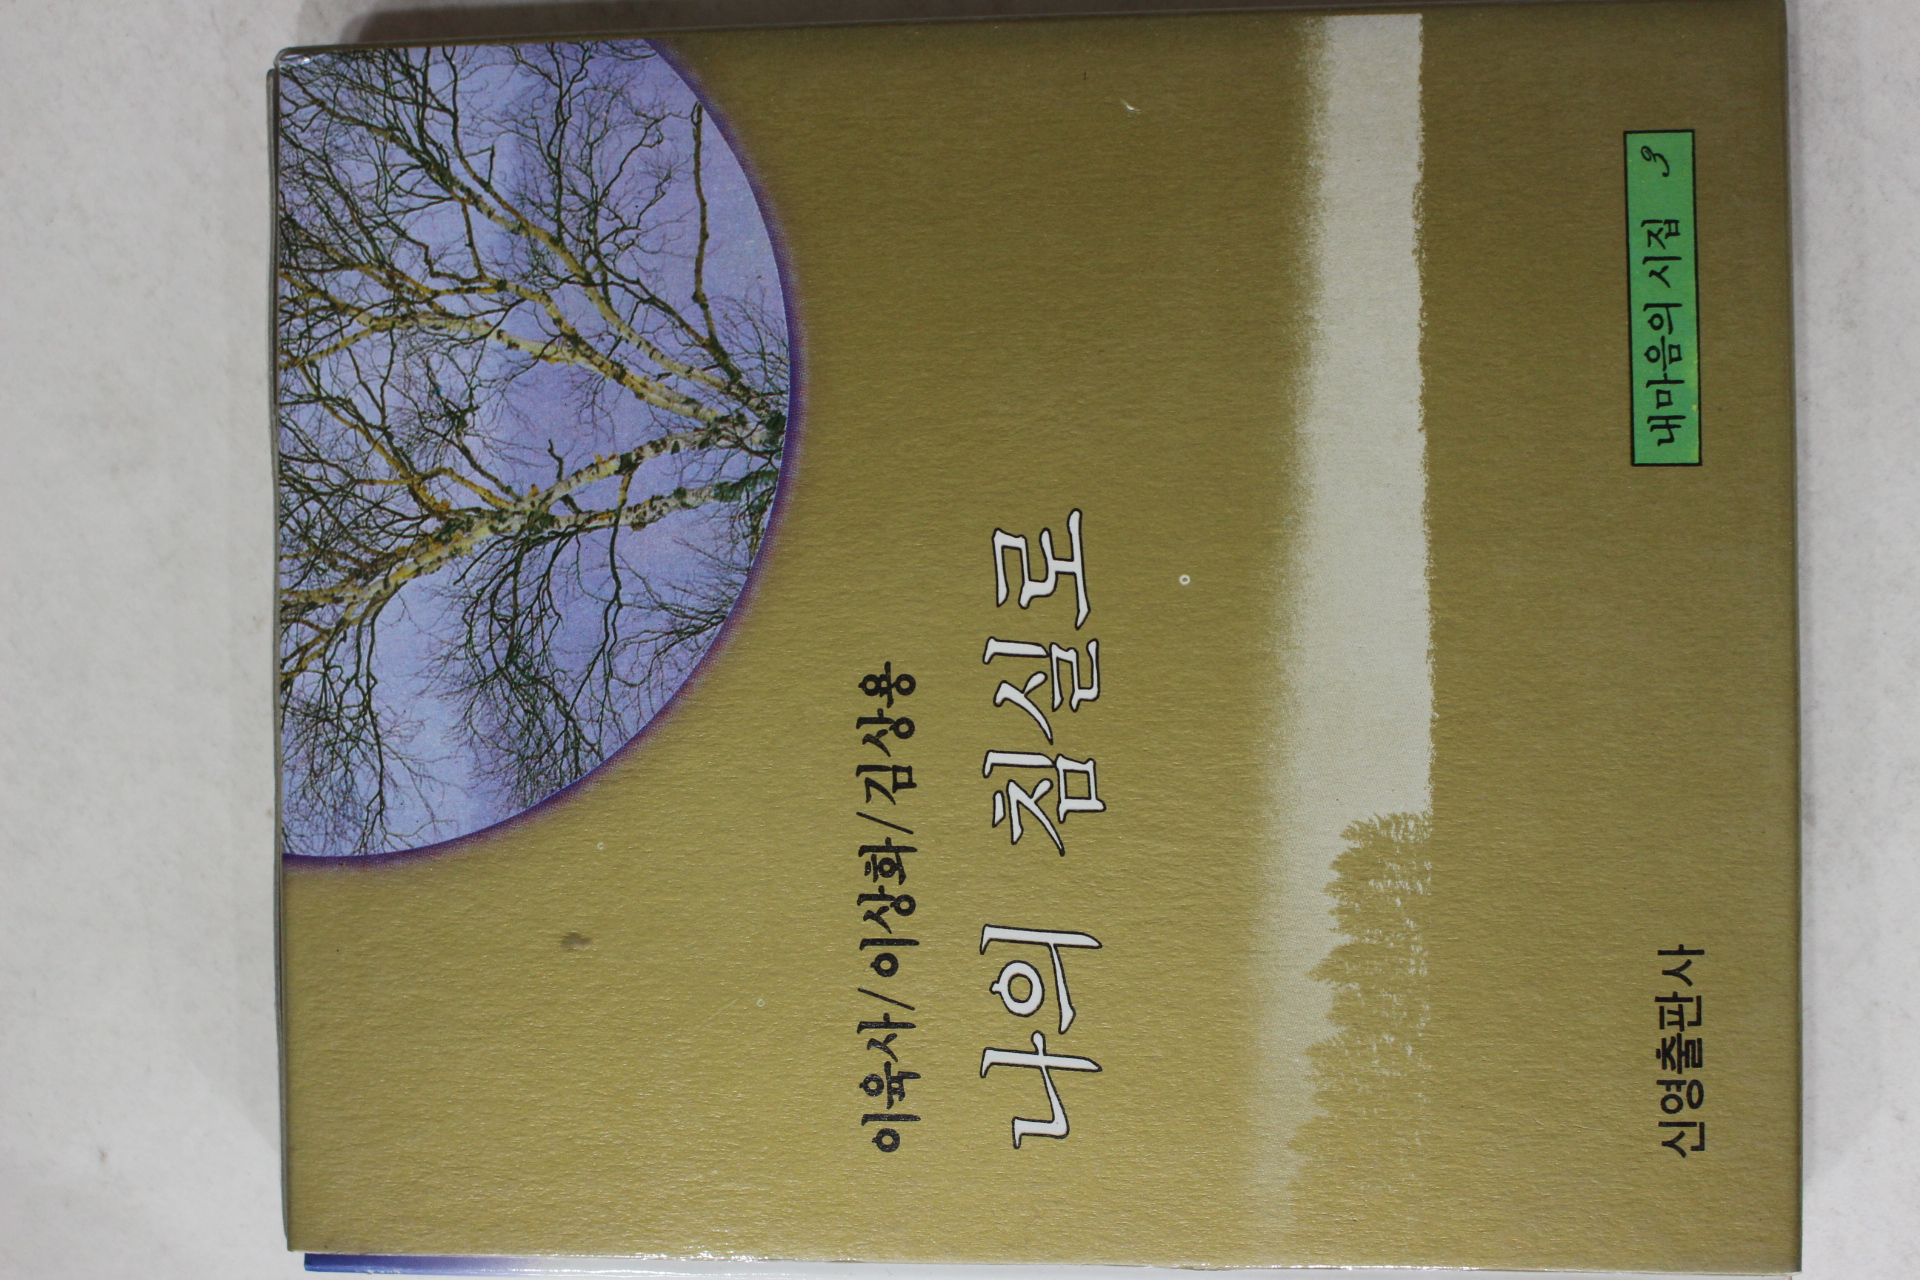 이육사/이상화/김상용
나의 침실로
신영출판사
내마음의 시집 9